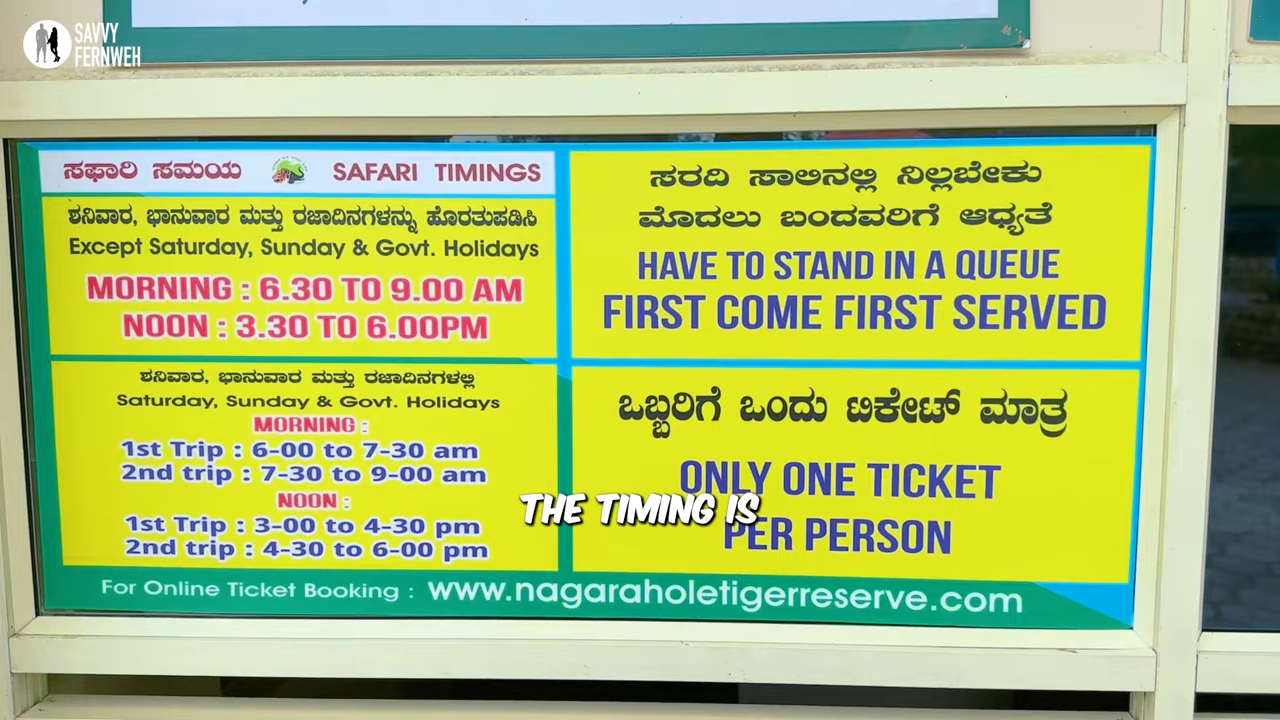 SAVVY
FERNWEH
ಸಫಾರಿ ಸಮಯ SAFARI TIMINGS
ಶನಿವಾರ, ಭಾನುವಾರ ಮತ್ತು ರಜಾದಿನಗಳನ್ನು ಹೊರತುಪಡಿಸಿ
Except Saturday, Sunday & Govt. Holidays
MORNING : 6.30 TO 9.00 AM
NOON : 3.30 TO 6.00PM
ಶನಿವಾರ, ಭಾನುವಾರ ಮತ್ತು ರಜಾದಿನಗಳಲ್ಲಿ
Saturday, Sunday & Govt. Holidays
MORNING :
1st Trip : 6-00 to 7-30 am
2nd trip : 7-30 to 9-00 am
NOON :
1st Trip : 3-00 to 4-30 pm
2nd trip : 4-30 to 6-00 pm
ಸರದಿ ಸಾಲಿನಲ್ಲಿ ನಿಲ್ಲಬೇಕು
ಮೊದಲು ಬಂದವರಿಗೆ ಆಧ್ಯತೆ
HAVE TO STAND IN A QUEUE
FIRST COME FIRST SERVED
ಒಬ್ಬರಿಗೆ ಒಂದು ಟಿಕೇಟ್ ಮಾತ್ರ
ONLY ONE TICKET
PER PERSON
THE TIMING IS
For Online Ticket Booking : www.nagaraholetigerreserve.com